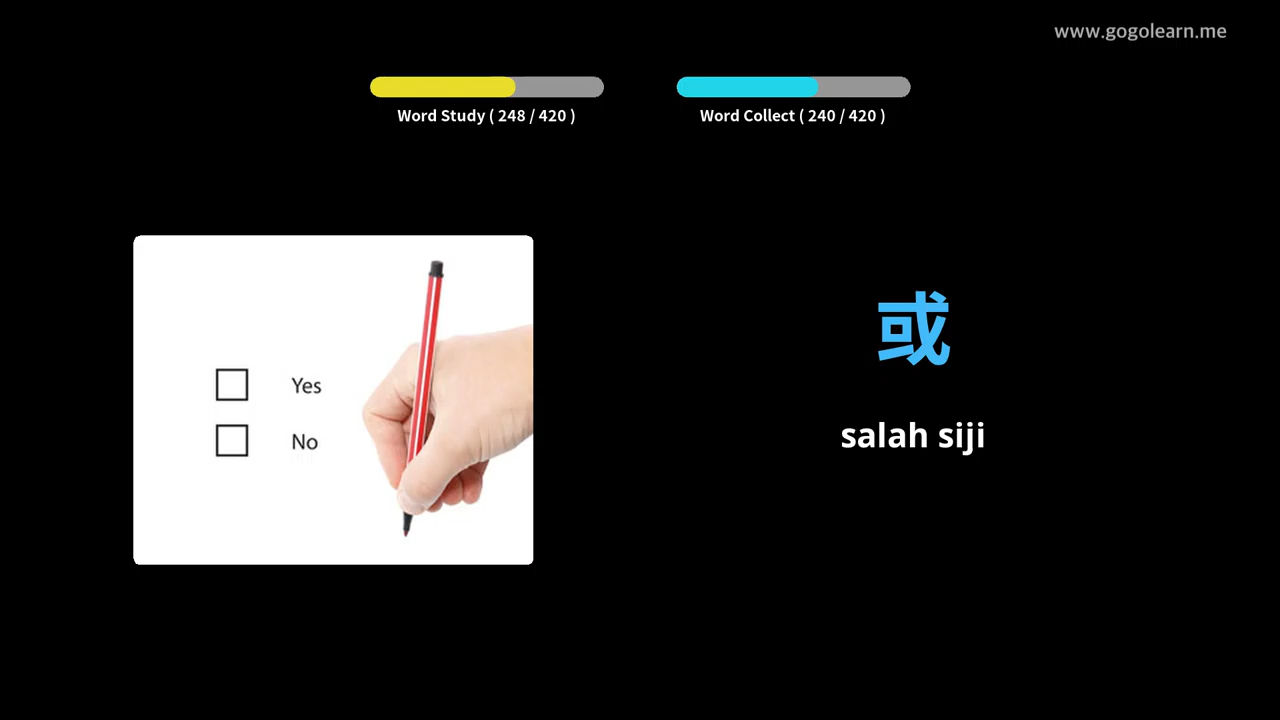 www.gogolearn.me
Word Study ( 248 / 420 )
Word Collect ( 240 / 420 )
Yes
No
或
salah siji